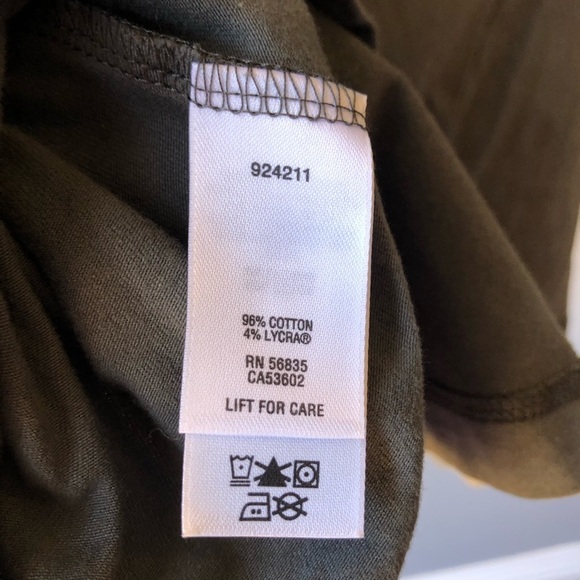 924211
96% COTTON
4% LYCRA®
RN 56835
CA53602
LIFT FOR CARE